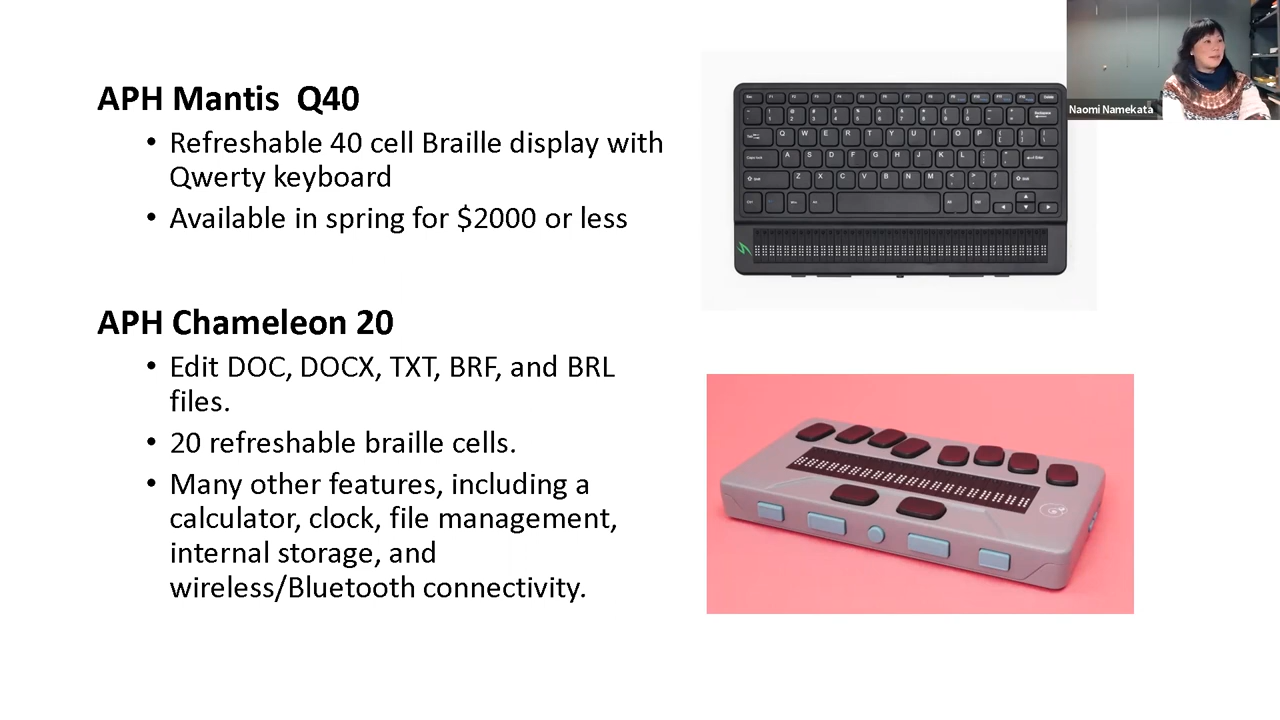 APH Mantis  Q40
• Refreshable 40 cell Braille display with
Qwerty keyboard
• Available in spring for $2000 or less
APH Chameleon 20
• Edit DOC, DOCX, TXT, BRF, and BRL
files.
• 20 refreshable braille cells.
• Many other features, including a
calculator, clock, file management,
internal storage, and
wireless/Bluetooth connectivity.
Naomi Namekata
Q W E R T Y U I O P
A S D F G H J K L
Z X C V B N M